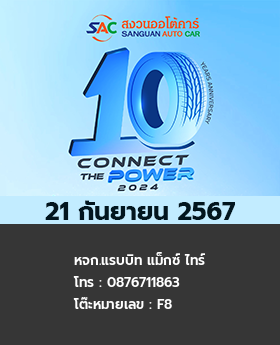 SAC สงวนออโต้คาร์
SANGUAN AUTO CAR
10
YEARS ANNIVERSARY
CONNECT
THE POWER
2024
21 กันยายน 2567
หจก.แรบบิท แม็กซ์ ไทร์
โทร : 0876711863
โต๊ะหมายเลข : F8